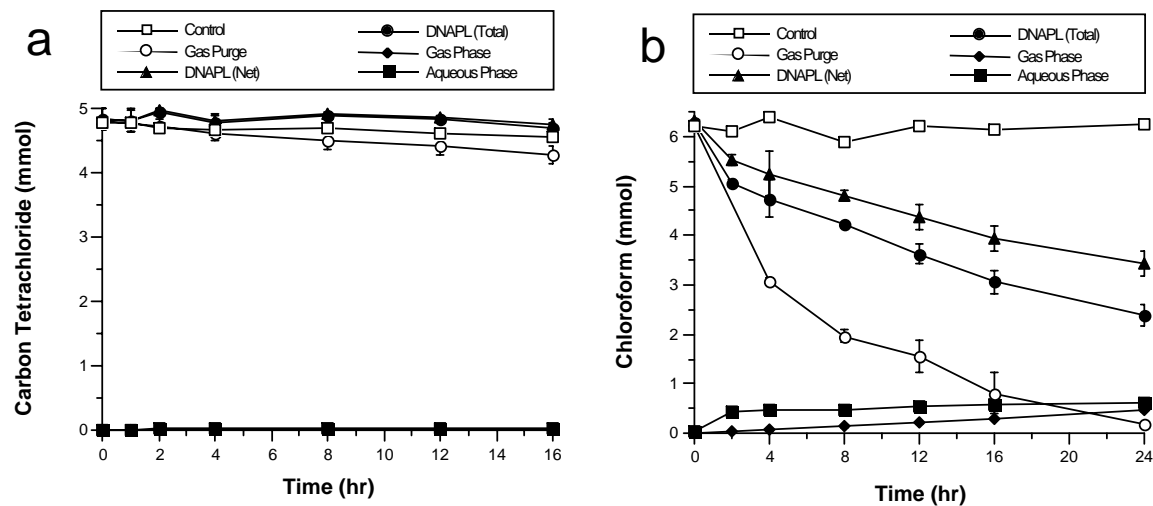 a
Control
DNAPL (Total)
Gas Purge
Gas Phase
DNAPL (Net)
Aqueous Phase
5
4
3
2
1
0
Carbon Tetrachloride (mmol)
0 2 4 6 8 10 12 14 16
Time (hr)
b
Control
DNAPL (Total)
Gas Purge
Gas Phase
DNAPL (Net)
Aqueous Phase
6
5
4
3
2
1
0
Chloroform (mmol)
0 4 8 12 16 20 24
Time (hr)